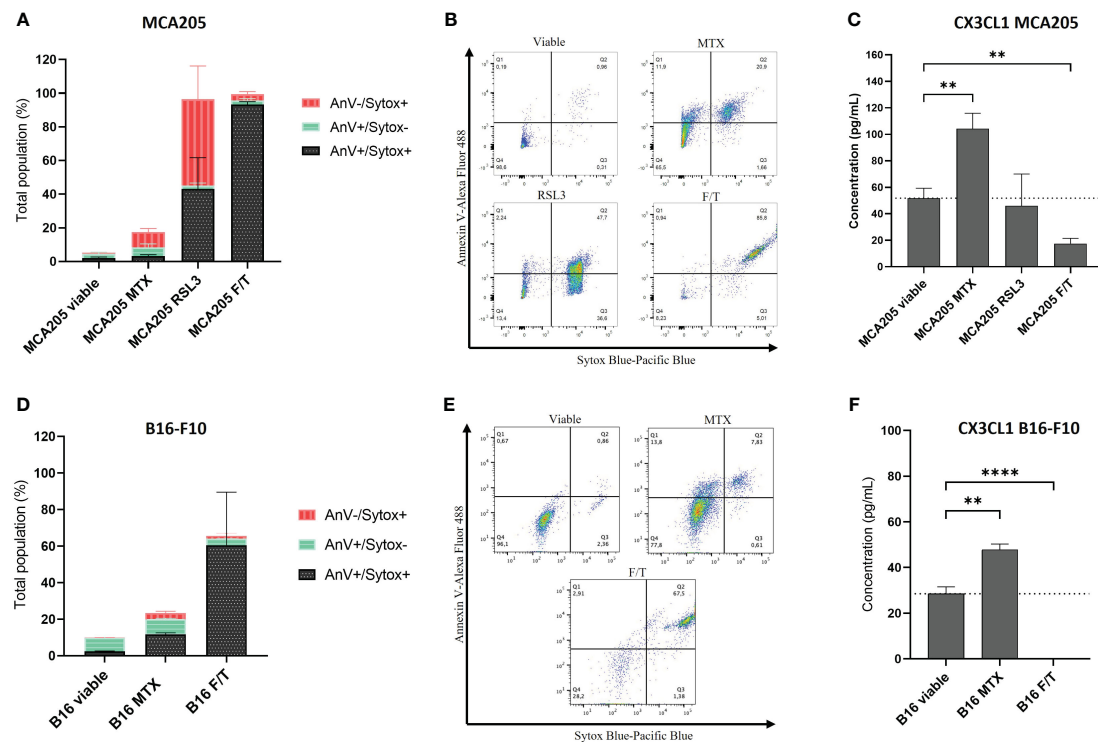 A
MCA205
Total population (%)
120
100
80
60
40
20
0
MCA205 viable
MCA205 MTX
MCA205 RSL3
MCA205 F/T
AnV-/Sytox+
AnV+/Sytox-
AnV+/Sytox+
B
Annexin V-Alexa Fluor 488
Sytox Blue-Pacific Blue
Viable
Q1
0,19
Q2
0,96
Q4
98,6
Q3
0,31
MTX
Q1
11,9
Q2
20,9
Q4
65,5
Q3
1,66
RSL3
Q1
2,24
Q2
47,7
Q4
13,4
Q3
36,6
F/T
Q1
0,94
Q2
85,8
Q4
8,23
Q3
5,01
C
CX3CL1 MCA205
Concentration (pg/mL)
160
140
120
100
80
60
40
20
0
**
**
MCA205 viable
MCA205 MTX
MCA205 RSL3
MCA205 F/T
D
B16-F10
Total population (%)
120
100
80
60
40
20
0
B16 viable
B16 MTX
B16 F/T
AnV-/Sytox+
AnV+/Sytox-
AnV+/Sytox+
E
Annexin V-Alexa Fluor 488
Sytox Blue-Pacific Blue
Viable
Q1
0,67
Q2
0,86
Q4
96,1
Q3
2,36
MTX
Q1
13,8
Q2
7,83
Q4
77,8
Q3
0,61
F/T
Q1
2,91
Q2
67,5
Q4
28,2
Q3
1,38
F
CX3CL1 B16-F10
Concentration (pg/mL)
100
80
60
40
20
0
****
**
B16 viable
B16 MTX
B16 F/T